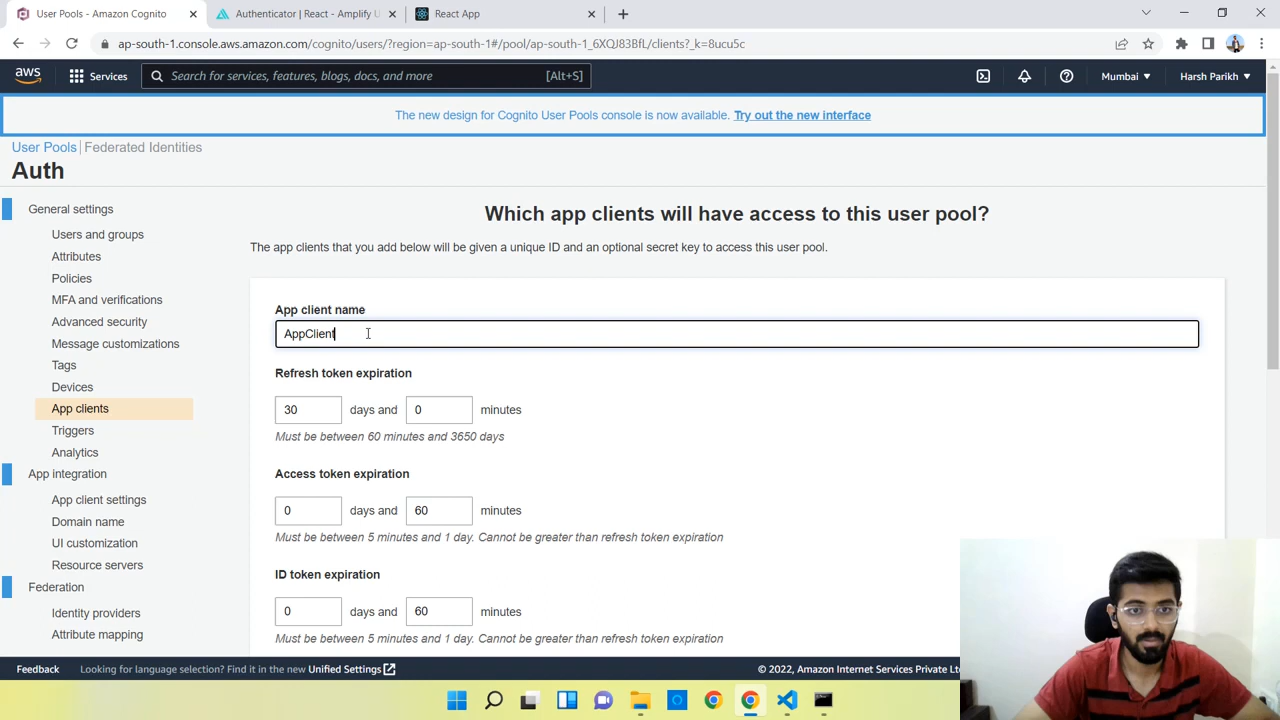 User Pools - Amazon Cognito
Authenticator | React - Amplify U
React App
ap-south-1.console.aws.amazon.com/cognito/users/?region=ap-south-1#/pool/ap-south-1_6XQJ83BfL/clients?_k=8ucu5c
aws
Services
Search for services, features, blogs, docs, and more
[Alt+S]
Mumbai
Harsh Parikh
The new design for Cognito User Pools console is now available. Try out the new interface
User Pools | Federated Identities
Auth
General settings
Users and groups
Attributes
Policies
MFA and verifications
Advanced security
Message customizations
Tags
Devices
App clients
Triggers
Analytics
App integration
App client settings
Domain name
UI customization
Resource servers
Federation
Identity providers
Attribute mapping
Which app clients will have access to this user pool?
The app clients that you add below will be given a unique ID and an optional secret key to access this user pool.
App client name
AppClient
Refresh token expiration
30 days and 0 minutes
Must be between 60 minutes and 3650 days
Access token expiration
0 days and 60 minutes
Must be between 5 minutes and 1 day. Cannot be greater than refresh token expiration
ID token expiration
0 days and 60 minutes
Must be between 5 minutes and 1 day. Cannot be greater than refresh token expiration
Feedback
Looking for language selection? Find it in the new Unified Settings
© 2022, Amazon Internet Services Private Lt